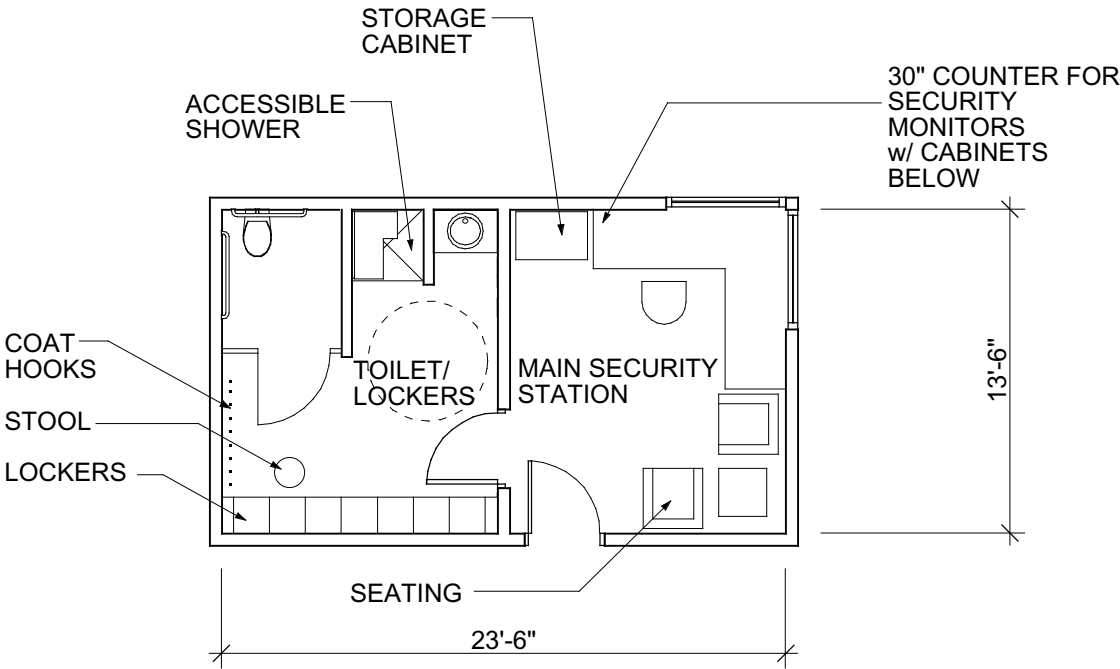 STORAGE
CABINET
30" COUNTER FOR
SECURITY
MONITORS
w/ CABINETS
BELOW
ACCESSIBLE
SHOWER
COAT
HOOKS
STOOL
LOCKERS
TOILET/
LOCKERS
MAIN SECURITY
STATION
13'-6"
SEATING
23'-6"